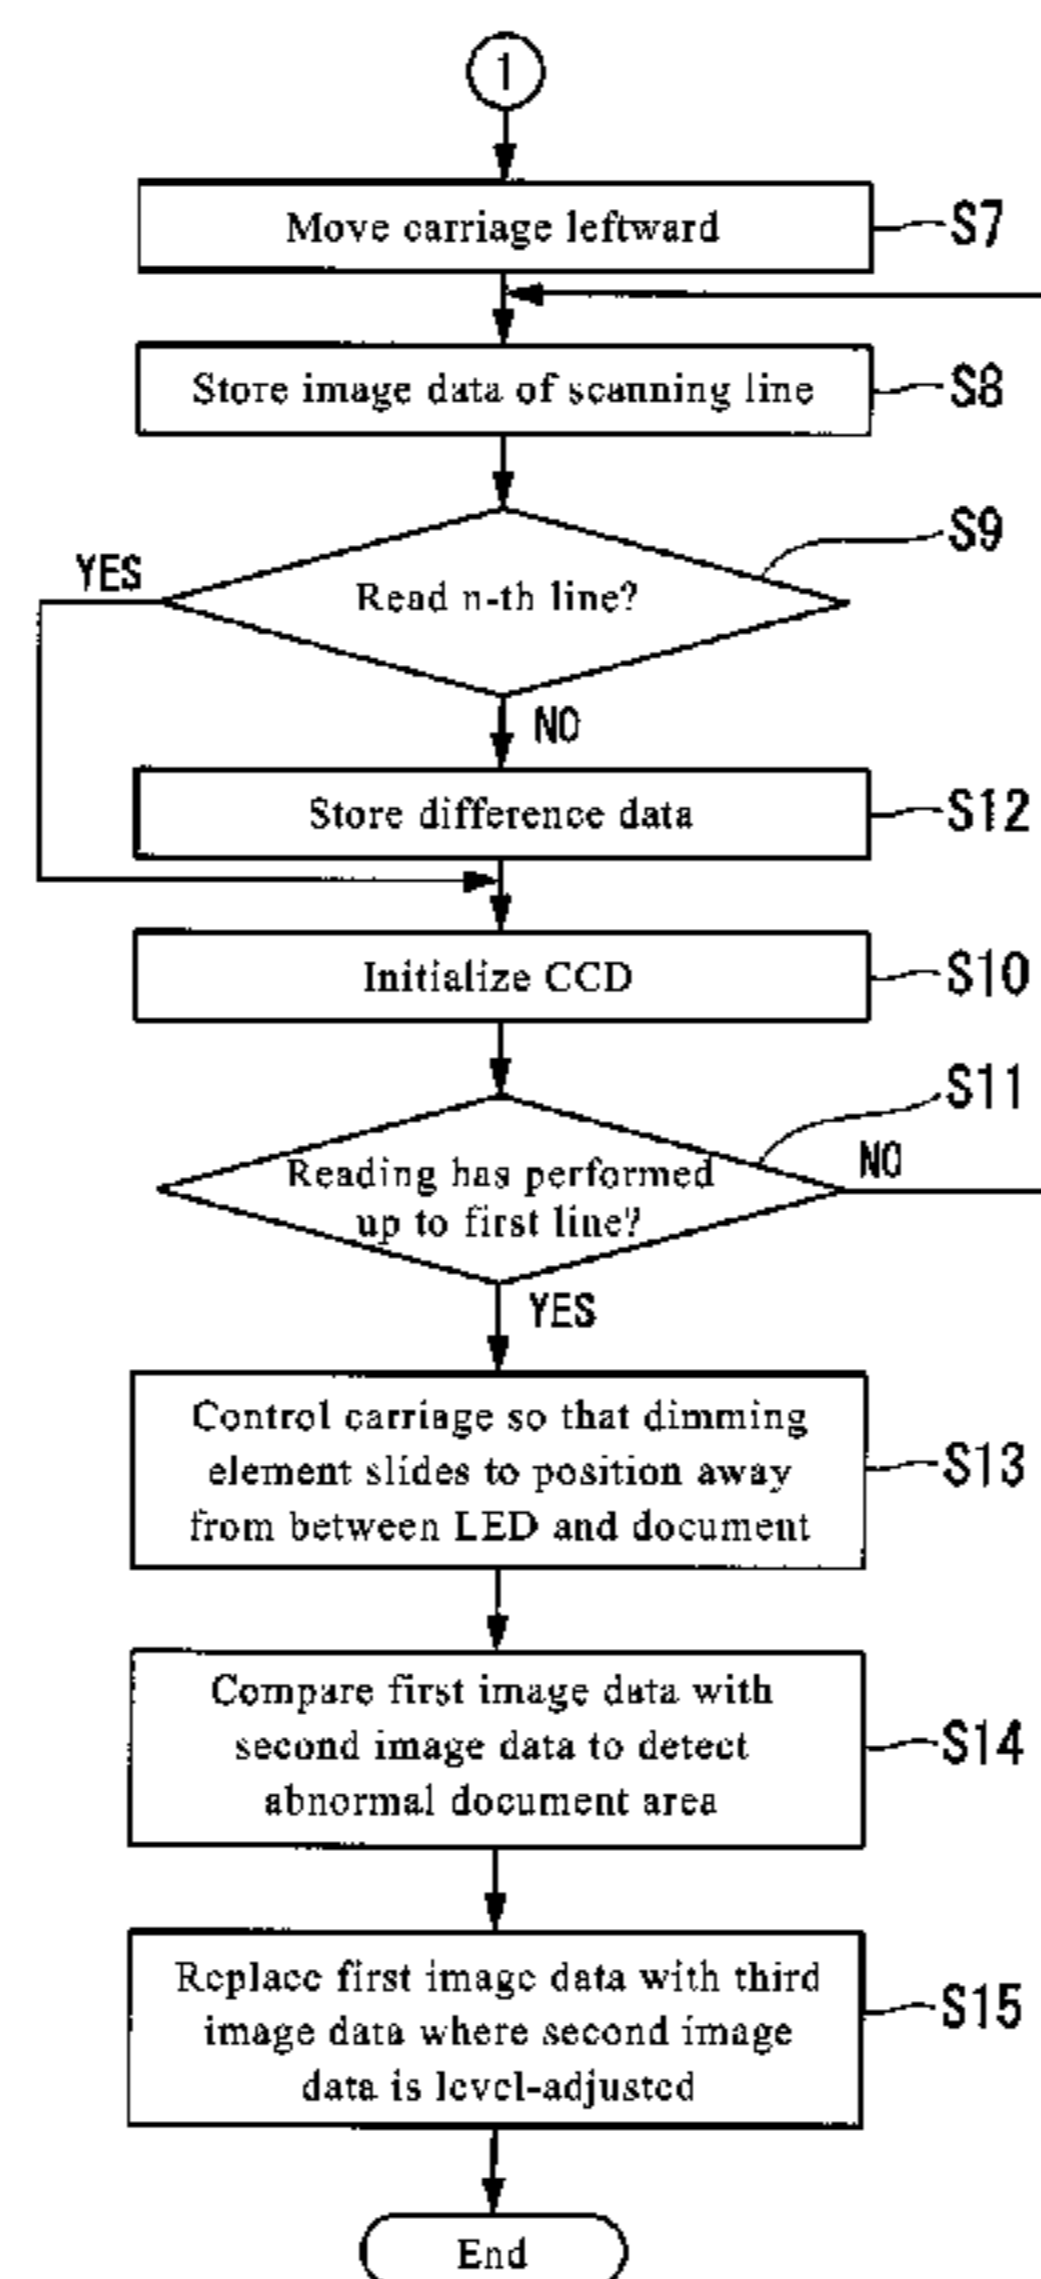 1
Move carriage leftward
S7
Store image data of scanning line
S8
S9
YES
Read n-th line?
NO
Store difference data
S12
Initialize CCD
S10
S11
Reading has performed
up to first line?
NO
YES
Control carriage so that dimming
element slides to position away
from between LED and document
S13
Compare first image data with
second image data to detect
abnormal document area
S14
Replace first image data with third
image data where second image
data is level-adjusted
S15
End